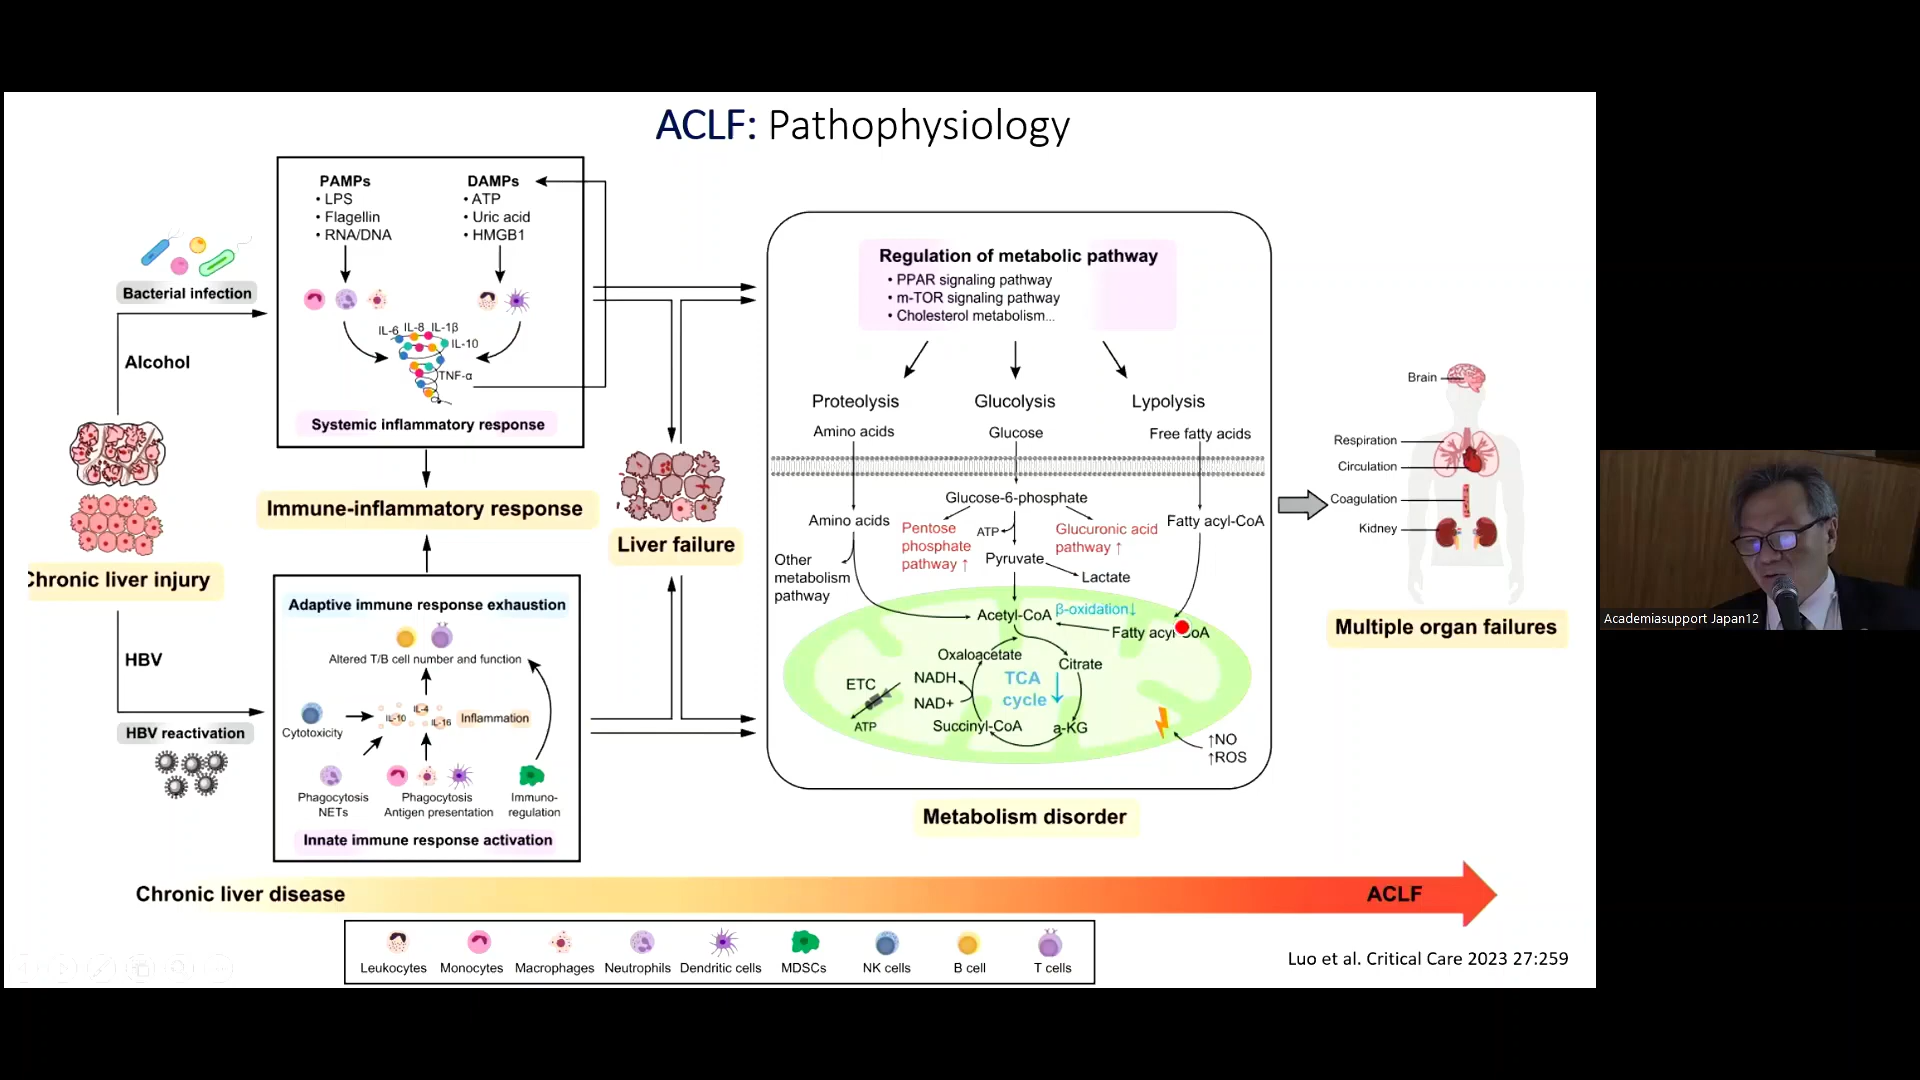 ACLF: Pathophysiology
PAMPs
• LPS
• Flagellin
• RNA/DNA
DAMPs
• ATP
• Uric acid
• HMGB1
IL-6 IL-8 IL-1β
IL-10
TNF-α
Systemic inflammatory response
Bacterial infection
Alcohol
Chronic liver injury
HBV
HBV reactivation
Immune-inflammatory response
Adaptive immune response exhaustion
Altered T/B cell number and function
Cytotoxicity
IL-10
IL-4
IL-16
Inflammation
Phagocytosis
NETs
Phagocytosis
Antigen presentation
Immuno-
regulation
Innate immune response activation
Liver failure
Regulation of metabolic pathway
• PPAR signaling pathway
• m-TOR signaling pathway
• Cholesterol metabolism...
Proteolysis
Glucolysis
Lypolysis
Amino acids
Glucose
Free fatty acids
Glucose-6-phosphate
Amino acids
Pentose
phosphate
pathway ↑
ATP
Glucuronic acid
pathway ↑
Fatty acyl-CoA
Other
metabolism
pathway
Pyruvate
Lactate
Acetyl-CoA
β-oxidation↓
Fatty acyl-CoA
Oxaloacetate
Citrate
ETC
NADH
NAD+
TCA
cycle
ATP
Succinyl-CoA
a-KG
↑NO
↑ROS
Metabolism disorder
Brain
Respiration
Circulation
Coagulation
Kidney
Multiple organ failures
Chronic liver disease
ACLF
Leukocytes
Monocytes
Macrophages
Neutrophils
Dendritic cells
MDSCs
NK cells
B cell
T cells
Luo et al. Critical Care 2023 27:259
Academiasupport Japan12